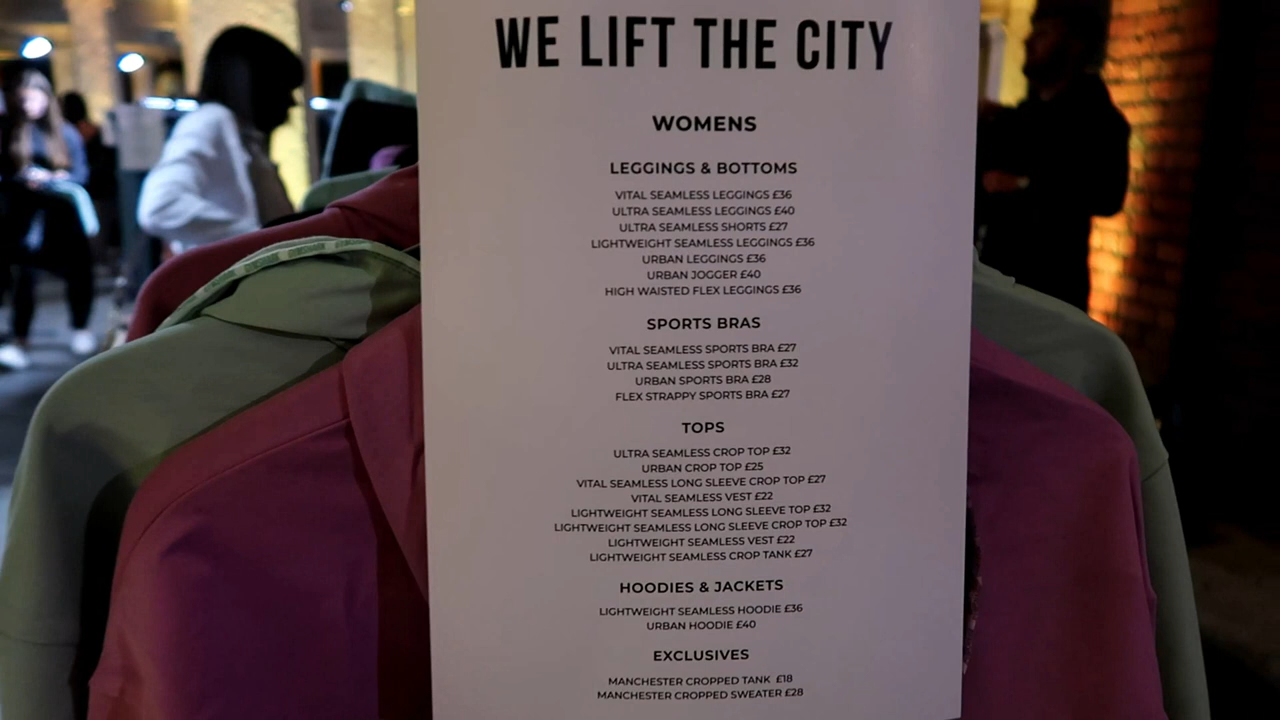 WE LIFT THE CITY
WOMENS
LEGGINGS & BOTTOMS
VITAL SEAMLESS LEGGINGS £36
ULTRA SEAMLESS LEGGINGS £40
ULTRA SEAMLESS SHORTS £27
LIGHTWEIGHT SEAMLESS LEGGINGS £36
URBAN LEGGINGS £36
URBAN JOGGER £40
HIGH WAISTED FLEX LEGGINGS £36
SPORTS BRAS
VITAL SEAMLESS SPORTS BRA £27
ULTRA SEAMLESS SPORTS BRA £32
URBAN SPORTS BRA £28
FLEX STRAPPY SPORTS BRA £27
TOPS
ULTRA SEAMLESS CROP TOP £32
URBAN CROP TOP £25
VITAL SEAMLESS LONG SLEEVE CROP TOP £27
VITAL SEAMLESS VEST £22
LIGHTWEIGHT SEAMLESS LONG SLEEVE TOP £32
LIGHTWEIGHT SEAMLESS LONG SLEEVE CROP TOP £32
LIGHTWEIGHT SEAMLESS VEST £22
LIGHTWEIGHT SEAMLESS CROP TANK £27
HOODIES & JACKETS
LIGHTWEIGHT SEAMLESS HOODIE £36
URBAN HOODIE £40
EXCLUSIVES
MANCHESTER CROPPED TANK £18
MANCHESTER CROPPED SWEATER £28